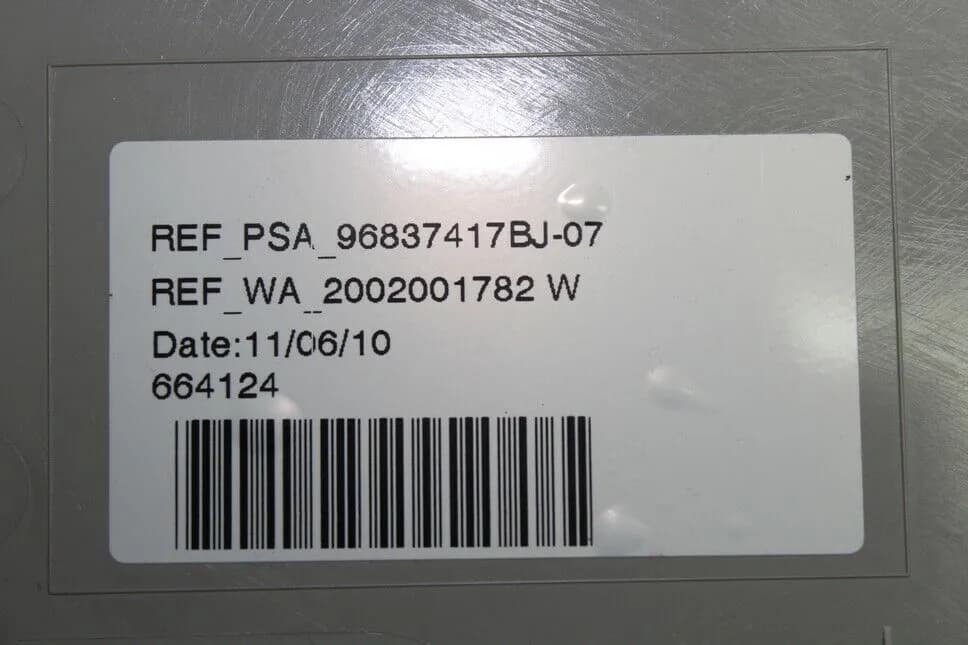 REF_PSA_96837417BJ-07
REF_WA_2002001782 W
Date:11/06/10
664124